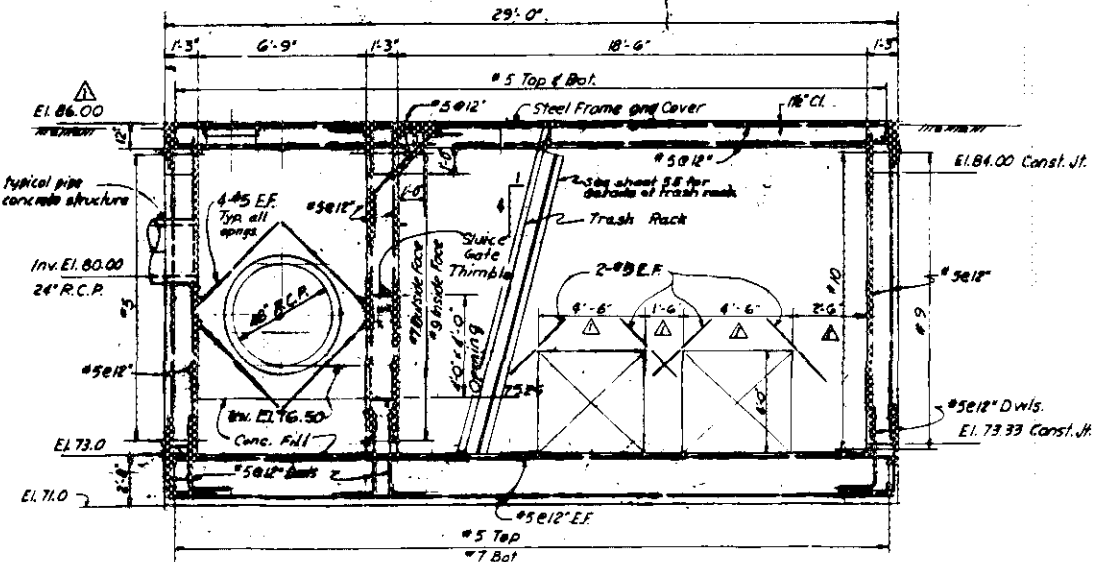 29'-0"
1'-3"
6'-9"
1'-3"
18'-6"
1'-3"
#5 Top & Bot.
1
El. 86.00
12"
#5@12"
Steel Frame and Cover
1½" Cl.
#5@12"
El. 84.00 Const. Jt.
typical pipe
concrete structure
4-#5 E.F.
Typ. all
opngs.
#5@12"
1'-0"
1'-0"
1
4
See sheet 55 for
details of trash rack
Trash Rack
Sluice
Gate
Thimble
Inv. El. 80.00
24" R.C.P.
#5
R.C.P.
#7 Outside Face
#9 Inside Face
4'-0" x 4'-0"
Opening
2-#5 E.F.
4'-6"
1'-6"
4'-6"
2'-6"
#10
#5@12"
#9
#5@12"
Inv. El. 76.50
Conc. Fill
#5@12" Dwls.
El. 73.33 Const. Jt.
El. 73.0
#5@12" Dwls
El. 71.0
#5@12" E.F.
#5 Top
#7 Bot